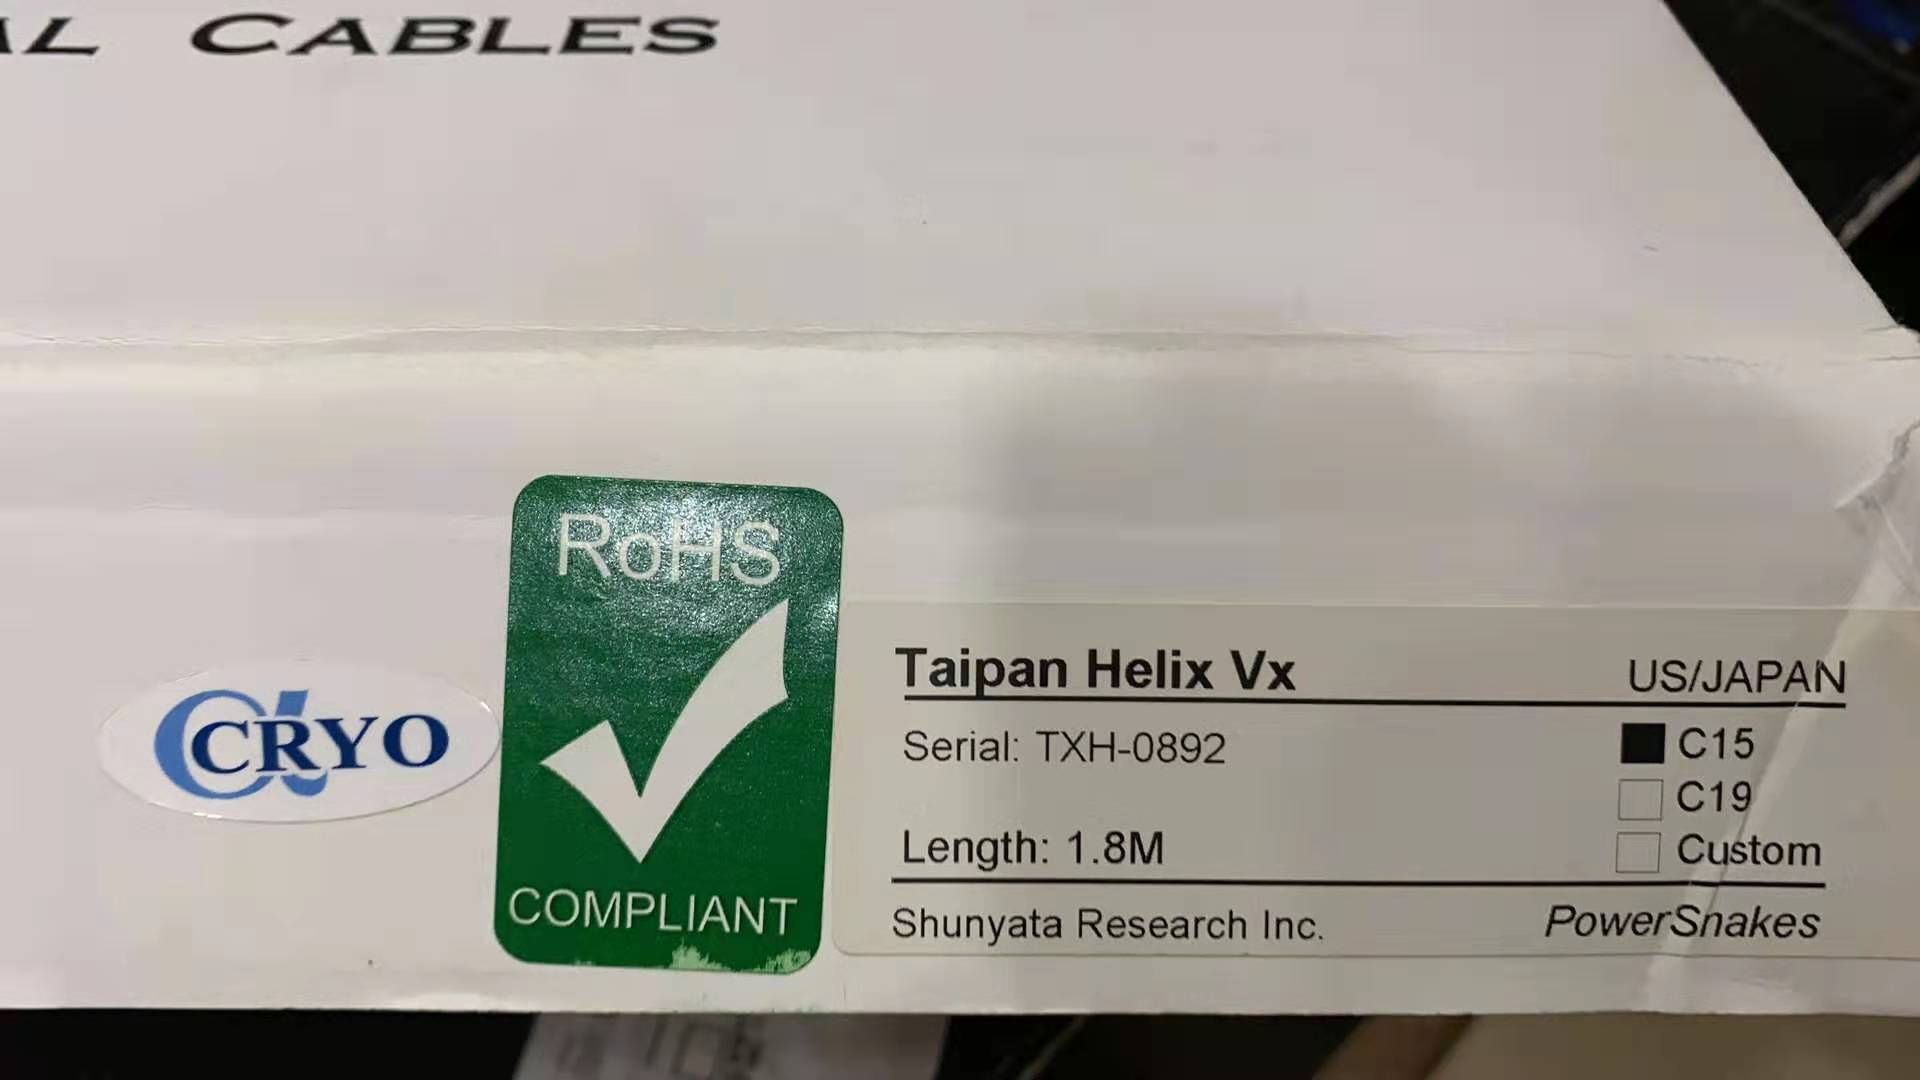 CABLES
RoHS
COMPLIANT
CRYO
Taipan Helix Vx US/JAPAN
Serial: TXH-0892 C15
C19
Length: 1.8M Custom
Shunyata Research Inc. PowerSnakes